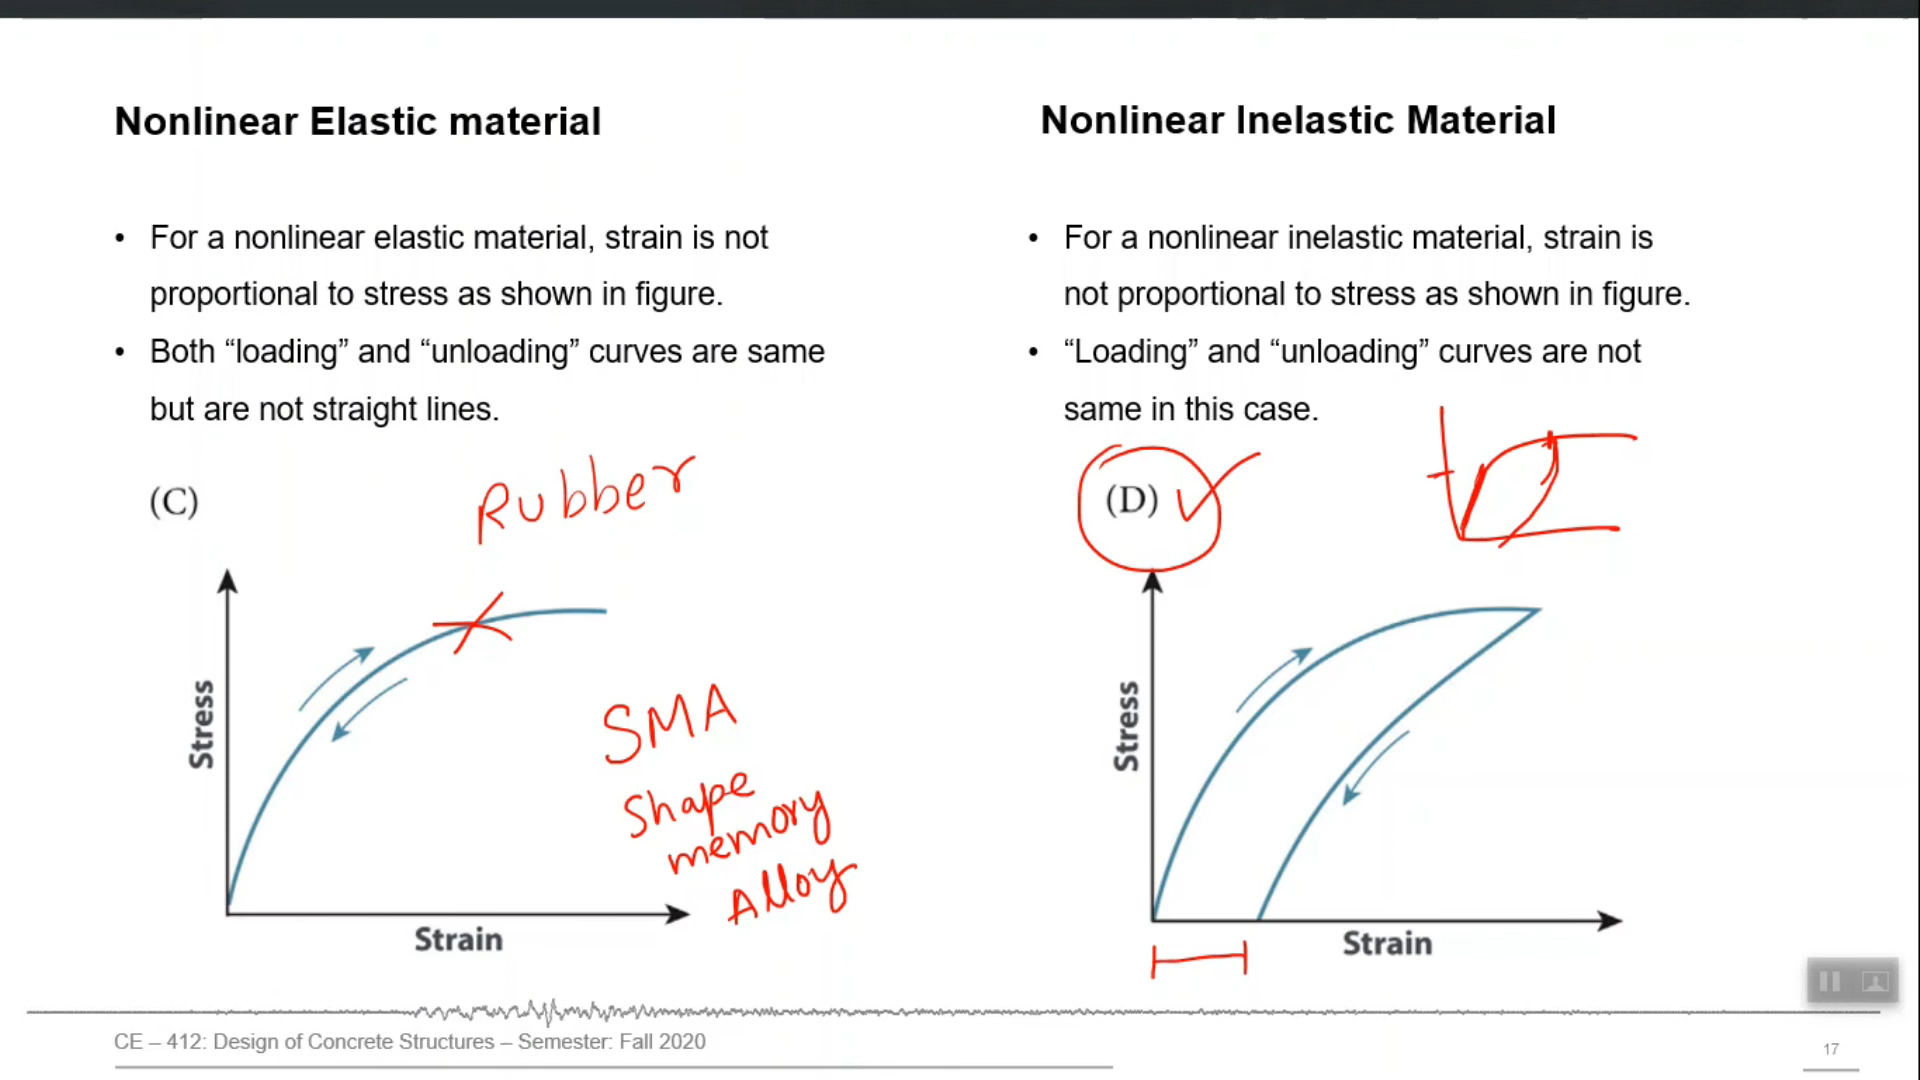 Nonlinear Elastic material
• For a nonlinear elastic material, strain is not
proportional to stress as shown in figure.
• Both “loading” and “unloading” curves are same
but are not straight lines.
(C)
Rubber
SMA
Shape
memory
Alloy
Stress
Strain
Nonlinear Inelastic Material
• For a nonlinear inelastic material, strain is
not proportional to stress as shown in figure.
• “Loading” and “unloading” curves are not
same in this case.
(D)
Stress
Strain
CE – 412: Design of Concrete Structures – Semester: Fall 2020
17